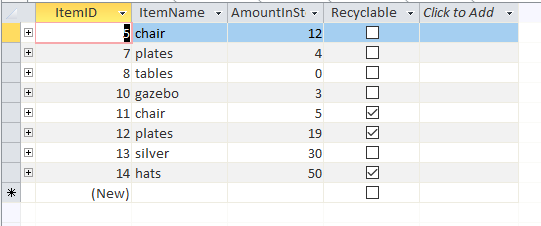 ItemID ItemName AmountInSt Recyclable Click to Add
5 chair 12
7 plates 4
8 tables 0
10 gazebo 3
11 chair 5
12 plates 19
13 silver 30
14 hats 50
(New)